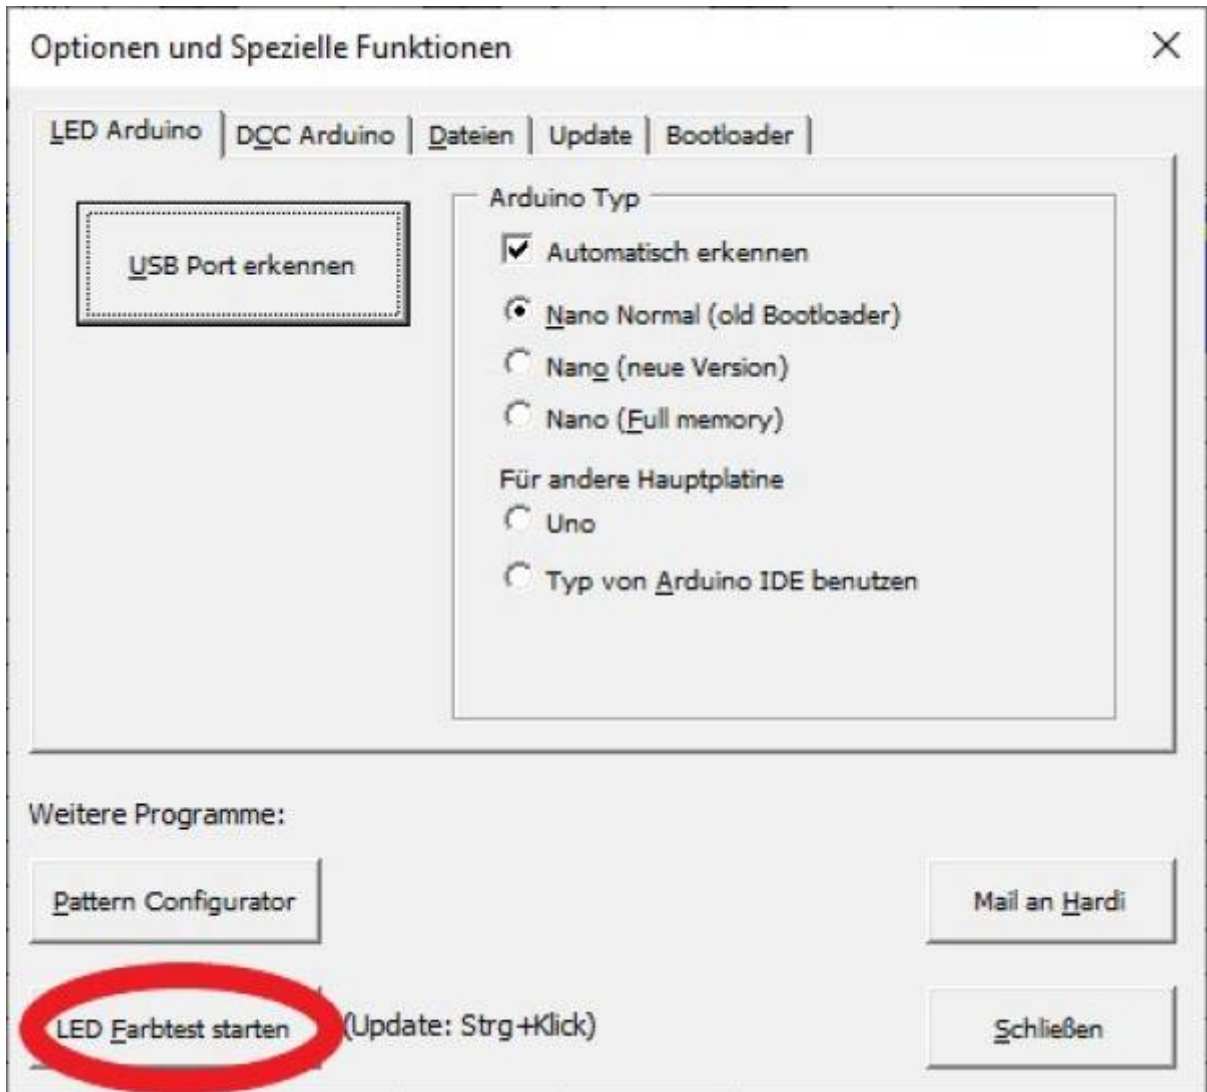 Optionen und Spezielle Funktionen
LED Arduino DCC Arduino Dateien Update Bootloader
USB Port erkennen
Arduino Typ
Automatisch erkennen
Nano Normal (old Bootloader)
Nano (neue Version)
Nano (Full memory)
Für andere Hauptplatine
Uno
Typ von Arduino IDE benutzen
Weitere Programme:
Pattern Configurator
Mail an Hardi
LED Farbtest starten
(Update: Strg+Klick)
Schließen